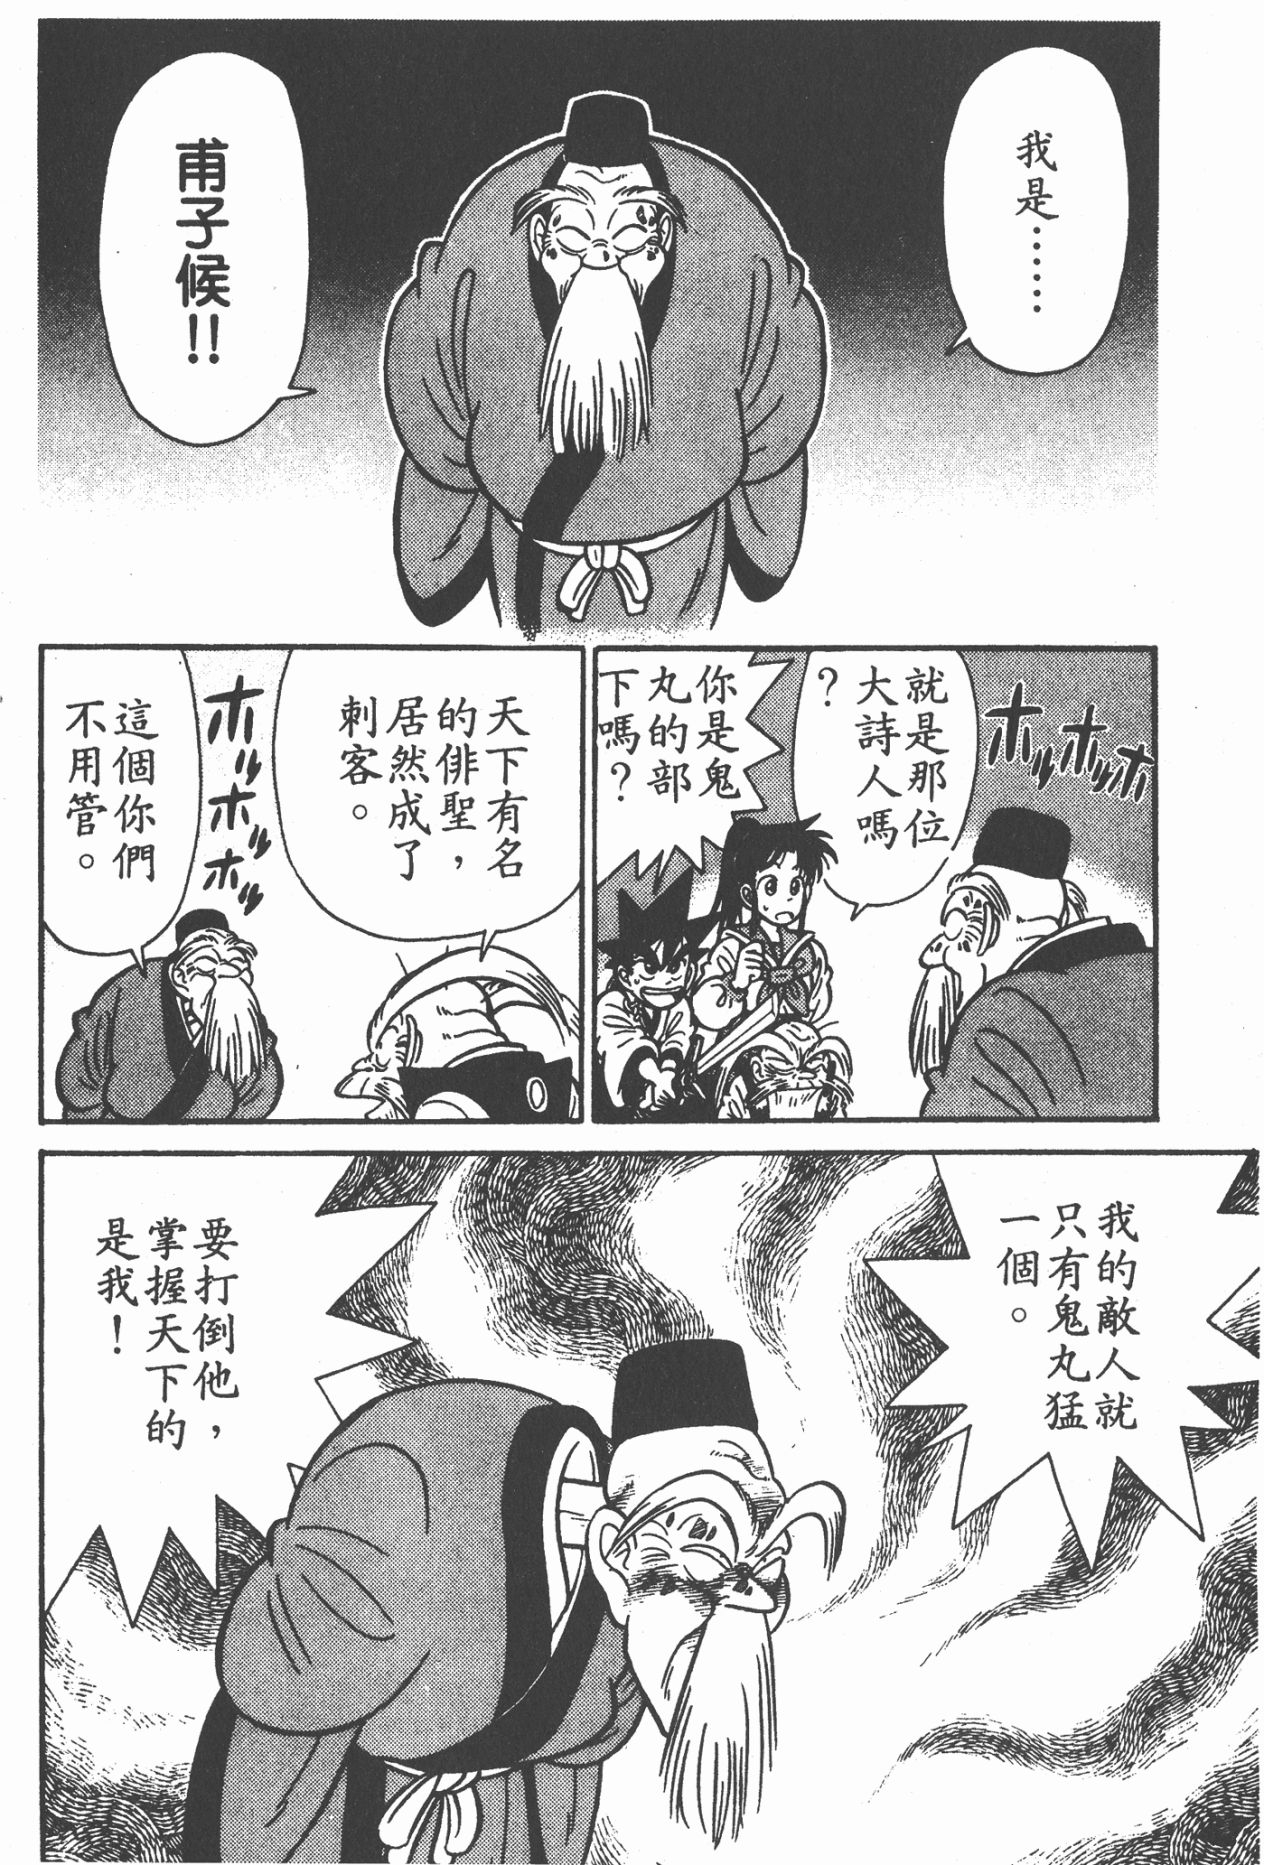 我是……
甫子候!!
就是那位
大詩人嗎
？
你是鬼
丸的部
下嗎？
ホッホッホ
天下有名
的俳聖，
居然成了
刺客。
這個你們
不用管。
ホッホッホッ
我的敵人就
只有鬼丸猛
一個。
要打倒他，
掌握天下的
是我！